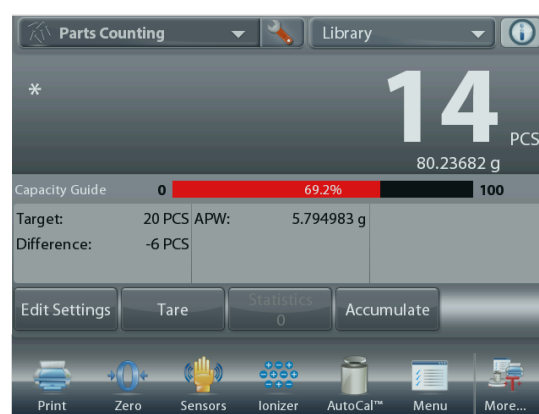 Parts Counting Library
*
14 PCS
80.23682 g
Capacity Guide 0 69.2% 100
Target: 20 PCS APW: 5.794983 g
Difference: -6 PCS
Edit Settings Tare Statistics 0 Accumulate
Print Zero Sensors Ionizer AutoCal™ Menu More...